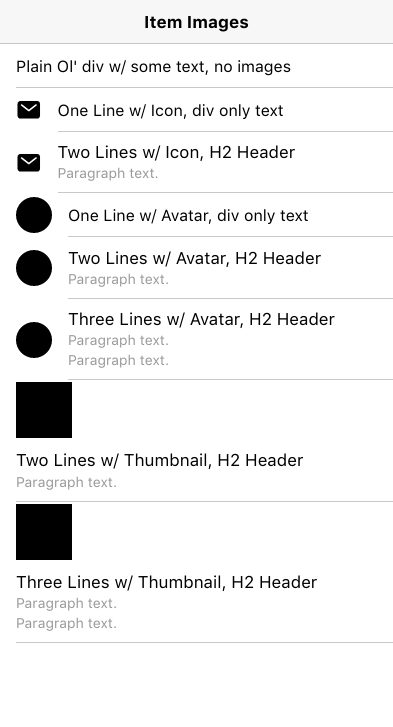 Item Images
Plain Ol' div w/ some text, no images
One Line w/ Icon, div only text
Two Lines w/ Icon, H2 Header
Paragraph text.
One Line w/ Avatar, div only text
Two Lines w/ Avatar, H2 Header
Paragraph text.
Three Lines w/ Avatar, H2 Header
Paragraph text.
Paragraph text.
Two Lines w/ Thumbnail, H2 Header
Paragraph text.
Three Lines w/ Thumbnail, H2 Header
Paragraph text.
Paragraph text.